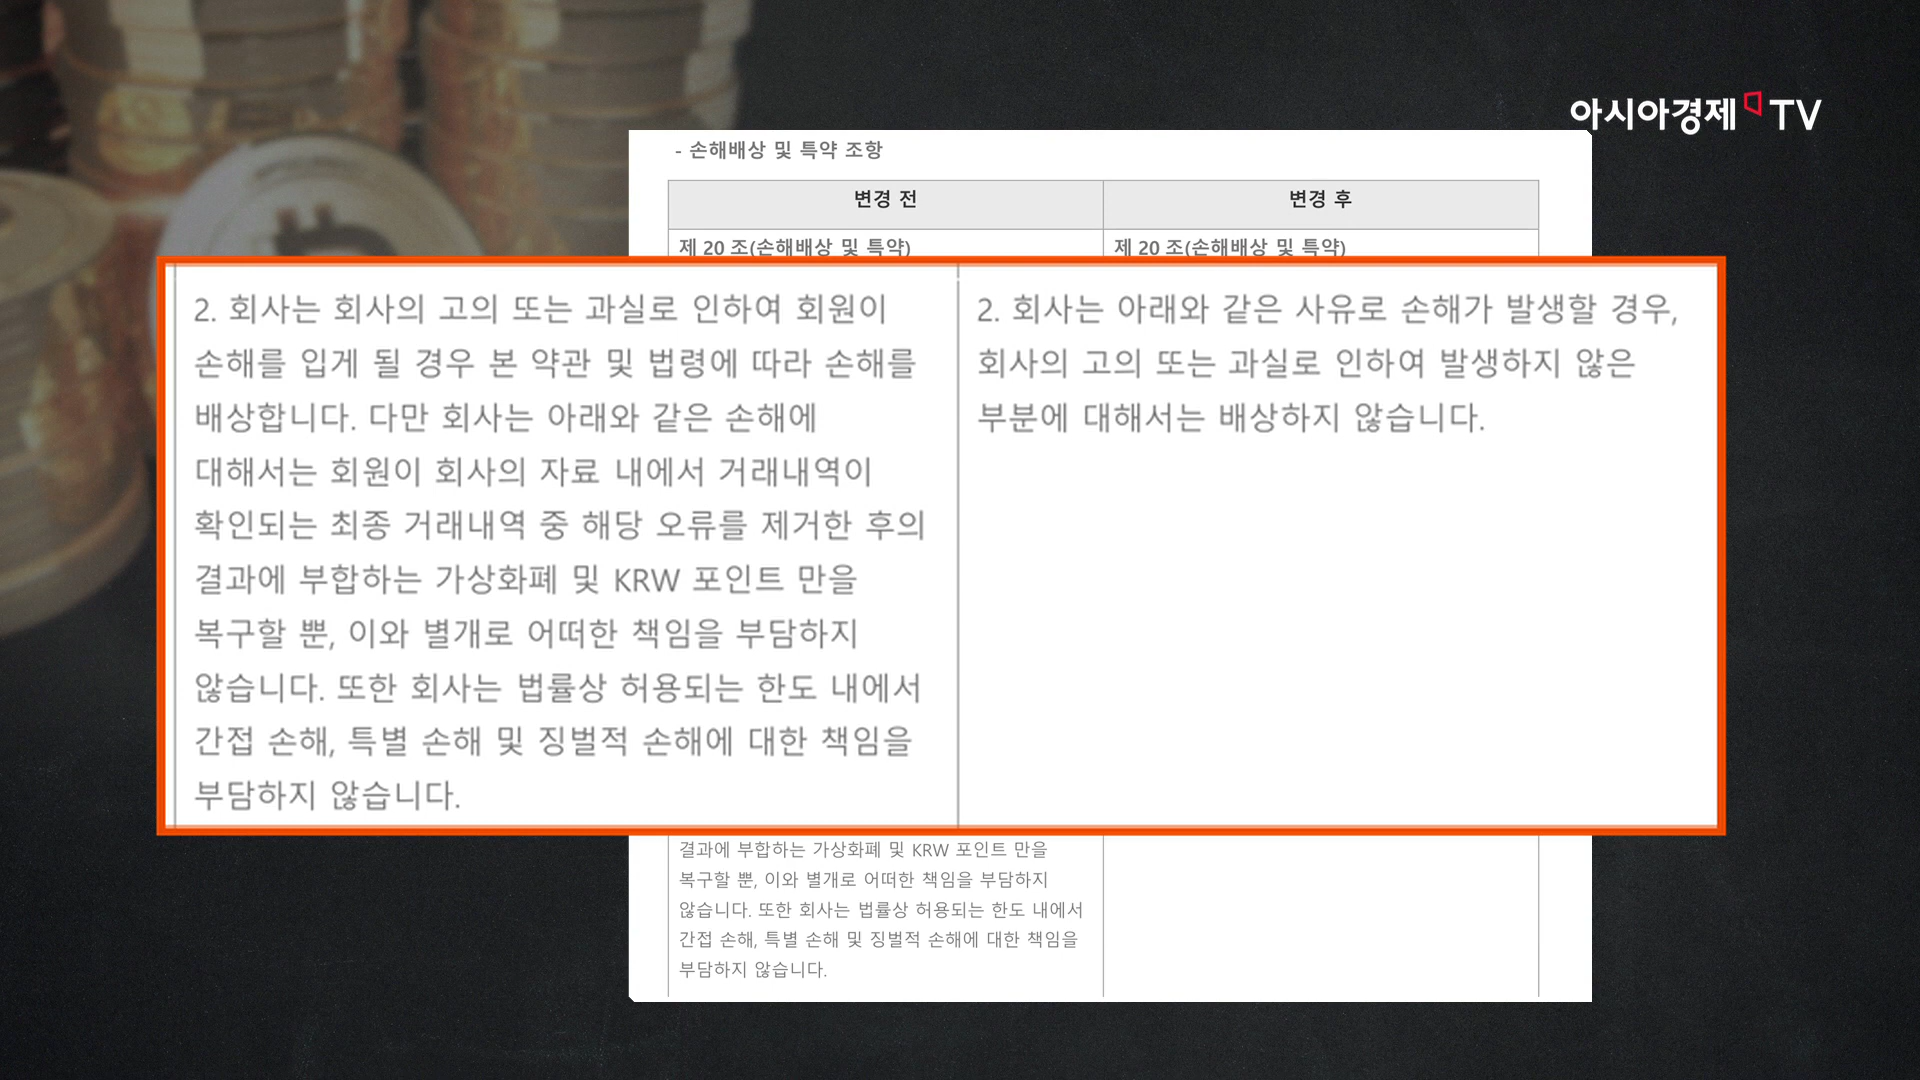 아시아경제 TV
- 손해배상 및 특약 조항
변경 전
변경 후
제 20 조(손해배상 및 특약)
제 20 조(손해배상 및 특약)
2. 회사는 회사의 고의 또는 과실로 인하여 회원이
손해를 입게 될 경우 본 약관 및 법령에 따라 손해를
배상합니다. 다만 회사는 아래와 같은 손해에
대해서는 회원이 회사의 자료 내에서 거래내역이
확인되는 최종 거래내역 중 해당 오류를 제거한 후의
결과에 부합하는 가상화폐 및 KRW 포인트 만을
복구할 뿐, 이와 별개로 어떠한 책임을 부담하지
않습니다. 또한 회사는 법률상 허용되는 한도 내에서
간접 손해, 특별 손해 및 징벌적 손해에 대한 책임을
부담하지 않습니다.
2. 회사는 아래와 같은 사유로 손해가 발생할 경우,
회사의 고의 또는 과실로 인하여 발생하지 않은
부분에 대해서는 배상하지 않습니다.
결과에 부합하는 가상화폐 및 KRW 포인트 만을
복구할 뿐, 이와 별개로 어떠한 책임을 부담하지
않습니다. 또한 회사는 법률상 허용되는 한도 내에서
간접 손해, 특별 손해 및 징벌적 손해에 대한 책임을
부담하지 않습니다.